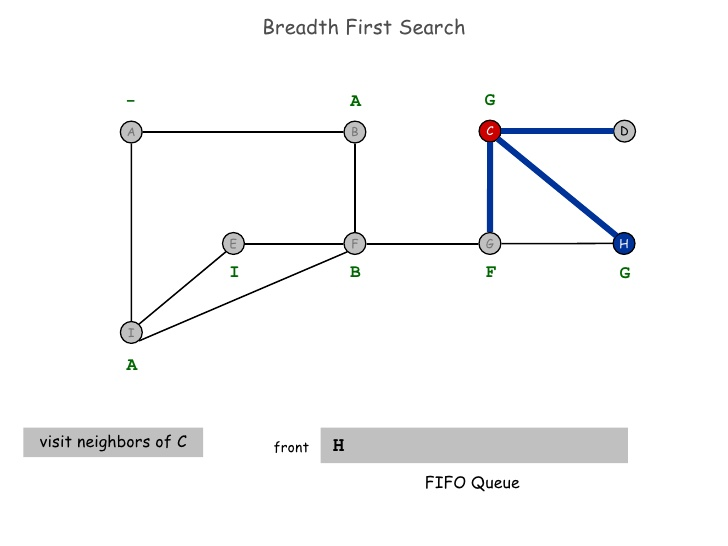 Breadth First Search
- A G
A B C D
E F G H
I B F G
I
A
visit neighbors of C
front H
FIFO Queue